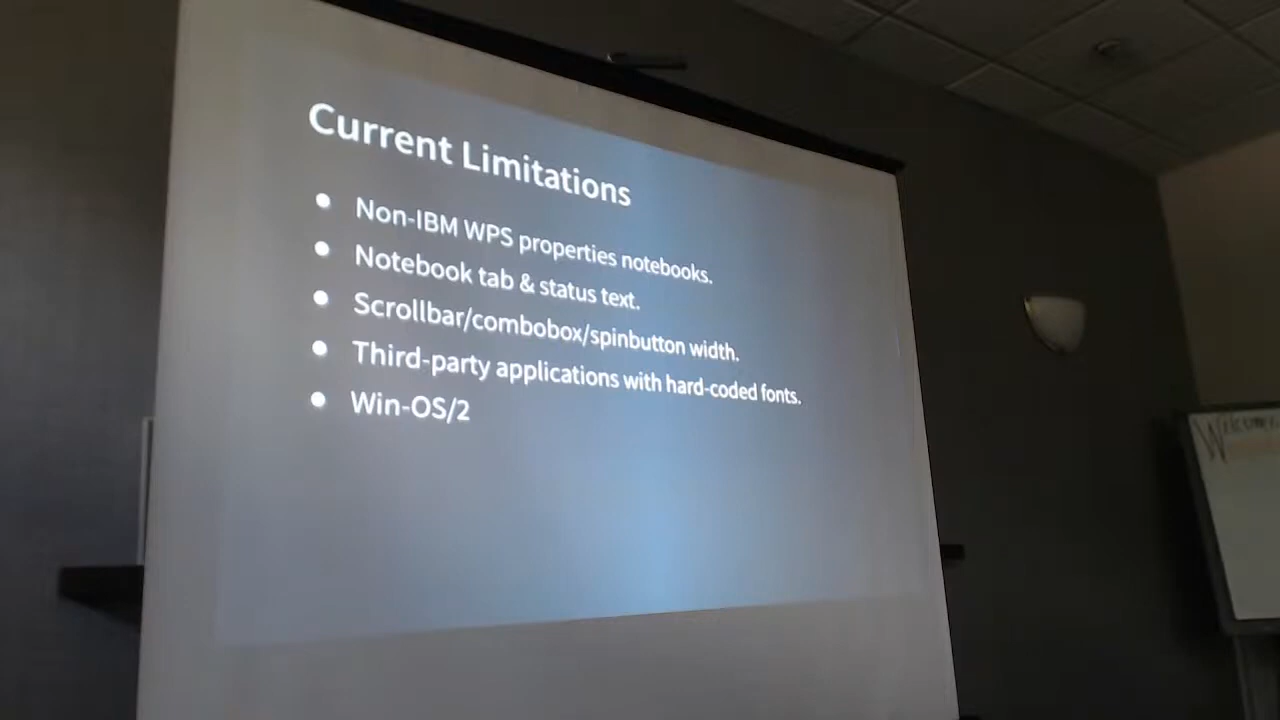 Current Limitations
Non-IBM WPS properties notebooks.
Notebook tab & status text.
Scrollbar/combobox/spinbutton width.
Third-party applications with hard-coded fonts.
Win-OS/2
Welcome